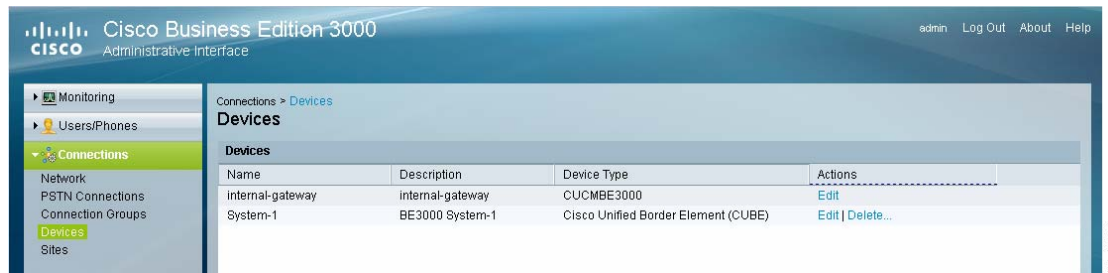 Cisco Business Edition 3000
CISCO Administrative Interface
admin Log Out About Help
Monitoring
Users/Phones
Connections
Network
PSTN Connections
Connection Groups
Devices
Sites
Connections > Devices
Devices
Devices
Name Description Device Type Actions
internal-gateway internal-gateway CUCMBE3000 Edit
System-1 BE3000 System-1 Cisco Unified Border Element (CUBE) Edit | Delete...